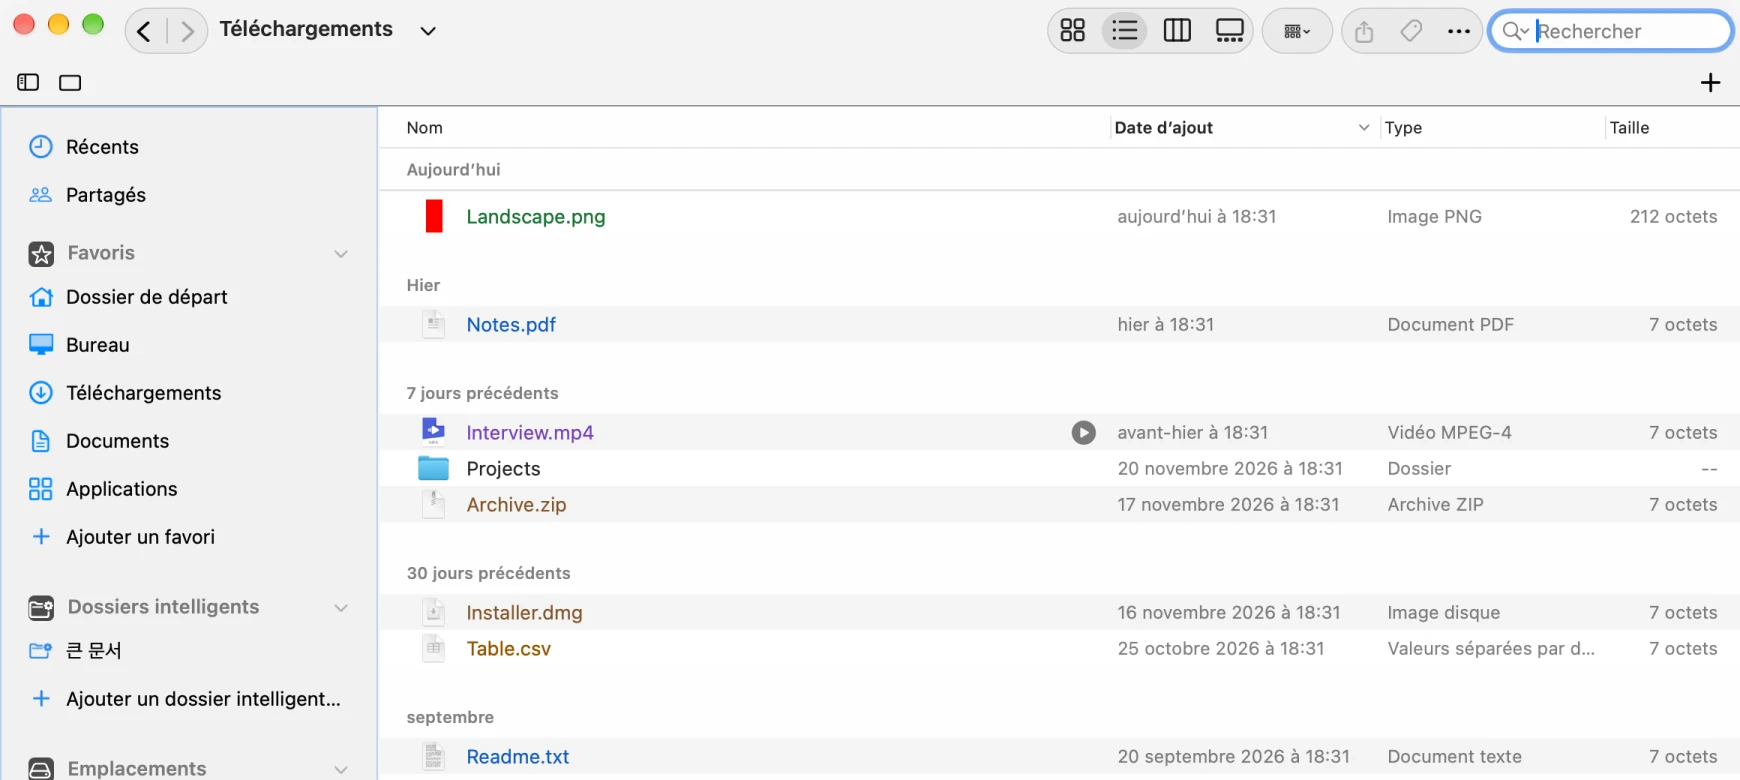 Téléchargements
Rechercher
Récents
Partagés
Favoris
Dossier de départ
Bureau
Téléchargements
Documents
Applications
Ajouter un favori
Dossiers intelligents
큰 문서
Ajouter un dossier intelligent...
Emplacements
Nom Date d’ajout Type Taille
Aujourd’hui
Landscape.png aujourd’hui à 18:31 Image PNG 212 octets
Hier
Notes.pdf hier à 18:31 Document PDF 7 octets
7 jours précédents
Interview.mp4 avant-hier à 18:31 Vidéo MPEG-4 7 octets
Projects 20 novembre 2026 à 18:31 Dossier --
Archive.zip 17 novembre 2026 à 18:31 Archive ZIP 7 octets
30 jours précédents
Installer.dmg 16 novembre 2026 à 18:31 Image disque 7 octets
Table.csv 25 octobre 2026 à 18:31 Valeurs séparées par d... 7 octets
septembre
Readme.txt 20 septembre 2026 à 18:31 Document texte 7 octets